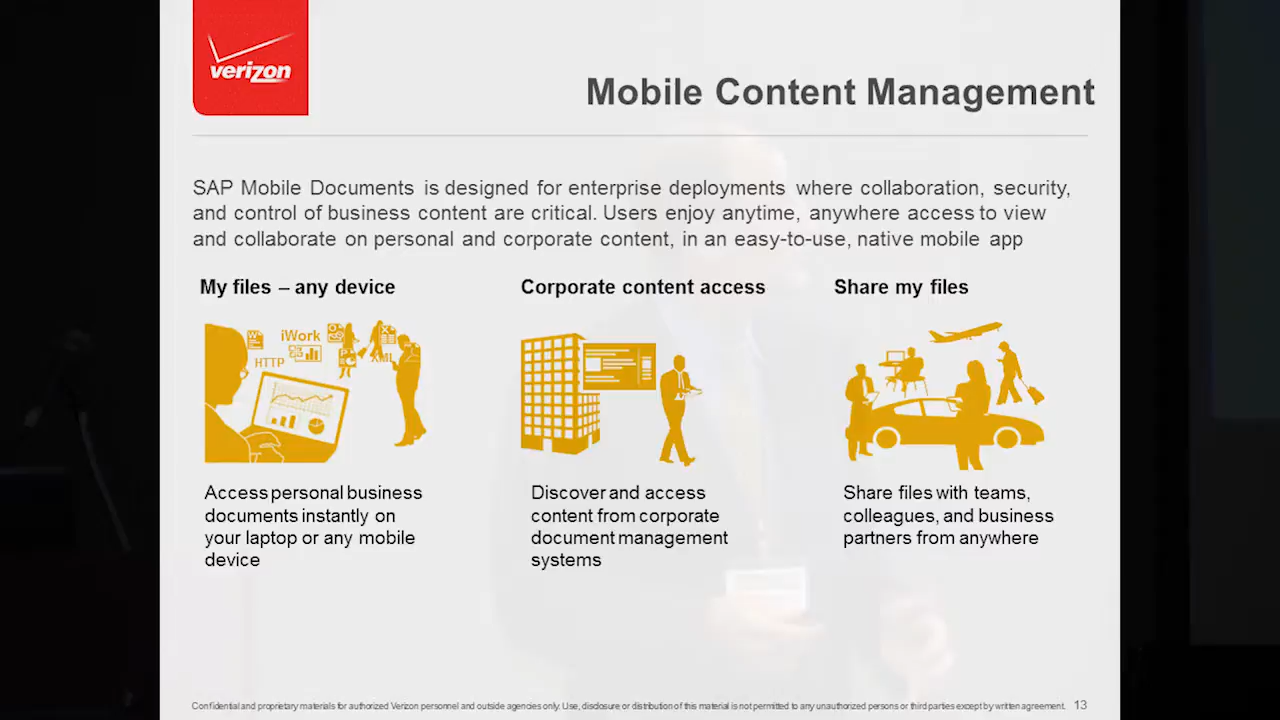 verizon
Mobile Content Management
SAP Mobile Documents is designed for enterprise deployments where collaboration, security,
and control of business content are critical. Users enjoy anytime, anywhere access to view
and collaborate on personal and corporate content, in an easy-to-use, native mobile app
My files – any device
Corporate content access
Share my files
iWork
HTTP
XML
Access personal business
documents instantly on
your laptop or any mobile
device
Discover and access
content from corporate
document management
systems
Share files with teams,
colleagues, and business
partners from anywhere
Confidential and proprietary materials for authorized Verizon personnel and outside agencies only. Use, disclosure or distribution of this material is not permitted to any unauthorized persons or third parties except by written agreement.
13